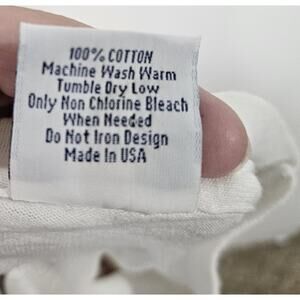 100% COTTON
Machine Wash Warm
Tumble Dry Low
Only Non Chlorine Bleach
When Needed
Do Not Iron Design
Made In USA